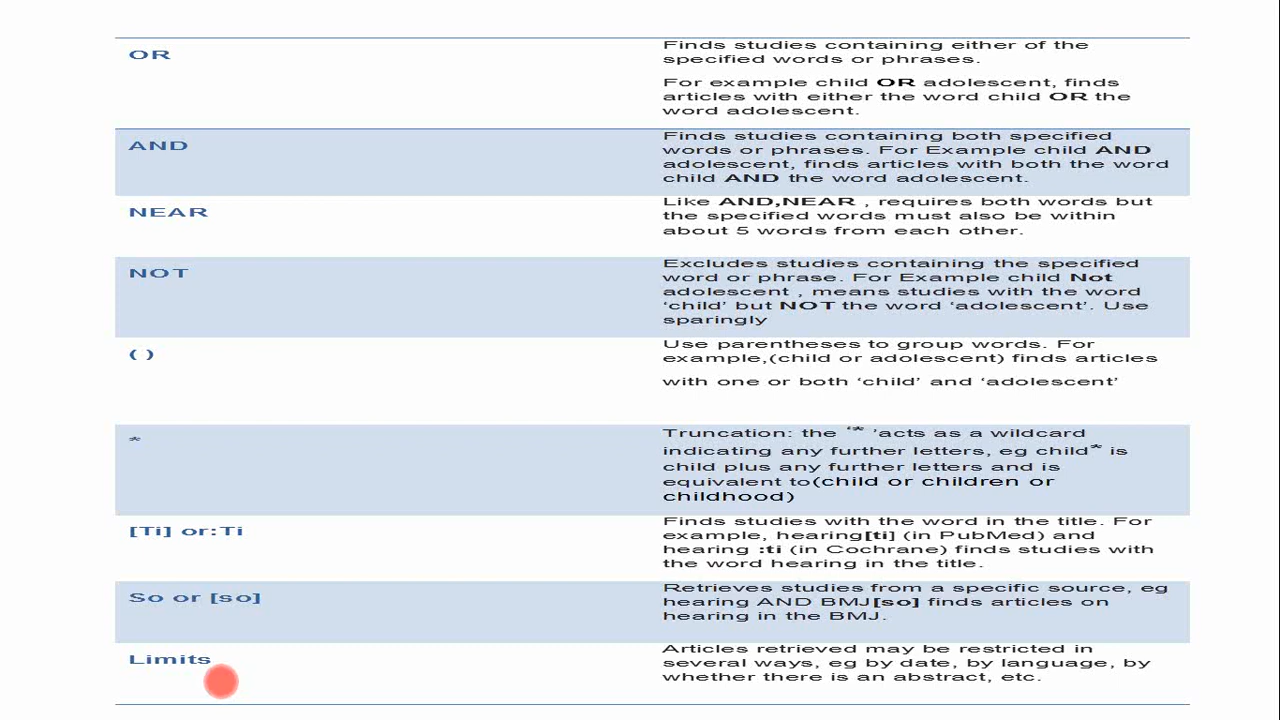 OR
Finds studies containing either of the
specified words or phrases.
For example child OR adolescent, finds
articles with either the word child OR the
word adolescent.
AND
Finds studies containing both specified
words or phrases. For Example child AND
adolescent, finds articles with both the word
child AND the word adolescent.
NEAR
Like AND,NEAR , requires both words but
the specified words must also be within
about 5 words from each other.
NOT
Excludes studies containing the specified
word or phrase. For Example child Not
adolescent , means studies with the word
‘child’ but NOT the word ‘adolescent’. Use
sparingly
( )
Use parentheses to group words. For
example,(child or adolescent) finds articles
with one or both ‘child’ and ‘adolescent’
*
Truncation: the ‘* ’acts as a wildcard
indicating any further letters, eg child* is
child plus any further letters and is
equivalent to(child or children or
childhood)
[Ti] or:Ti
Finds studies with the word in the title. For
example, hearing[ti] (in PubMed) and
hearing :ti (in Cochrane) finds studies with
the word hearing in the title.
So or [so]
Retrieves studies from a specific source, eg
hearing AND BMJ[so] finds articles on
hearing in the BMJ.
Limits
Articles retrieved may be restricted in
several ways, eg by date, by language, by
whether there is an abstract, etc.